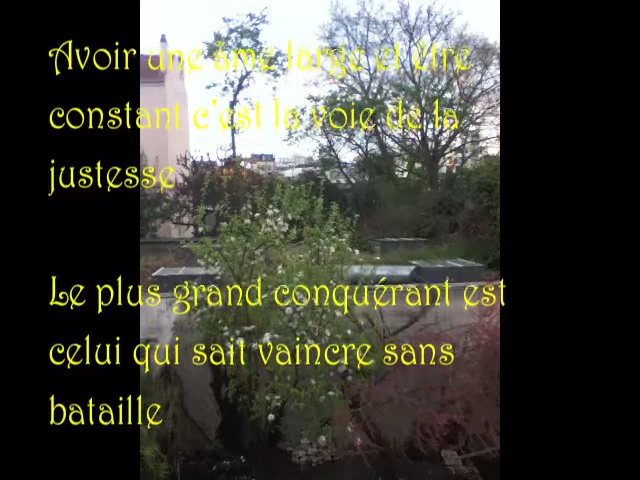 Avoir une âme large et être
constant c'est la voie de la
justesse
Le plus grand conquérant est
celui qui sait vaincre sans
bataille